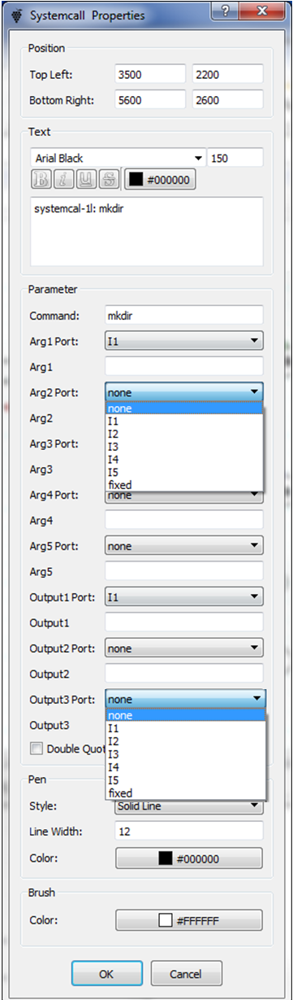 Systemcall Properties
?
X
Position
Top Left: 3500 2200
Bottom Right: 5600 2600
Text
Arial Black 150
B i U S #000000
systemcal-1l: mkdir
Parameter
Command: mkdir
Arg1 Port: I1
Arg1
Arg2 Port: none
none
Arg2 I1
I2
Arg3 Port: I3
I4
Arg3 I5
fixed
Arg4 Port: none
Arg4
Arg5 Port: none
Arg5
Output1 Port: I1
Output1
Output2 Port: none
Output2
Output3 Port: none
none
Output3 I1
I2
Double Quot I3
I4
Pen I5
fixed
Style: Solid Line
Line Width: 12
Color: #000000
Brush
Color: #FFFFFF
OK Cancel